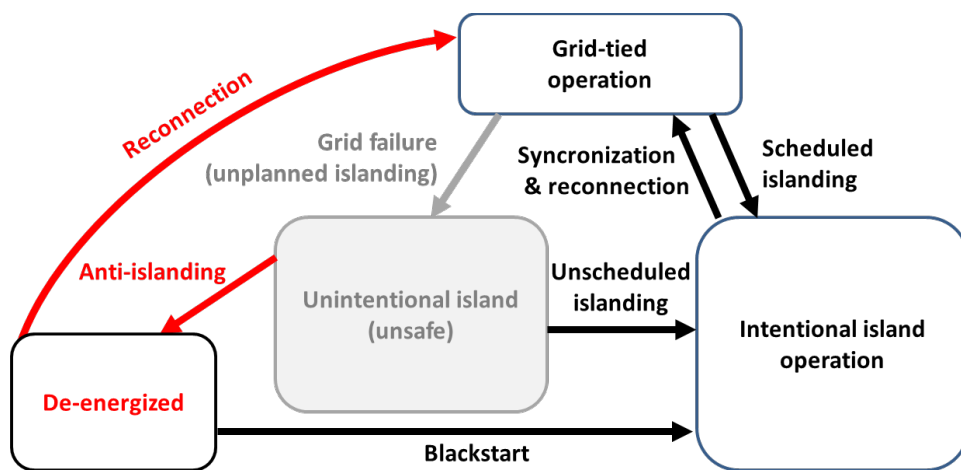 Grid-tied
operation
Reconnection
Grid failure
(unplanned islanding)
Syncronization
& reconnection
Scheduled
islanding
Anti-islanding
Unintentional island
(unsafe)
Unscheduled
islanding
Intentional island
operation
De-energized
Blackstart